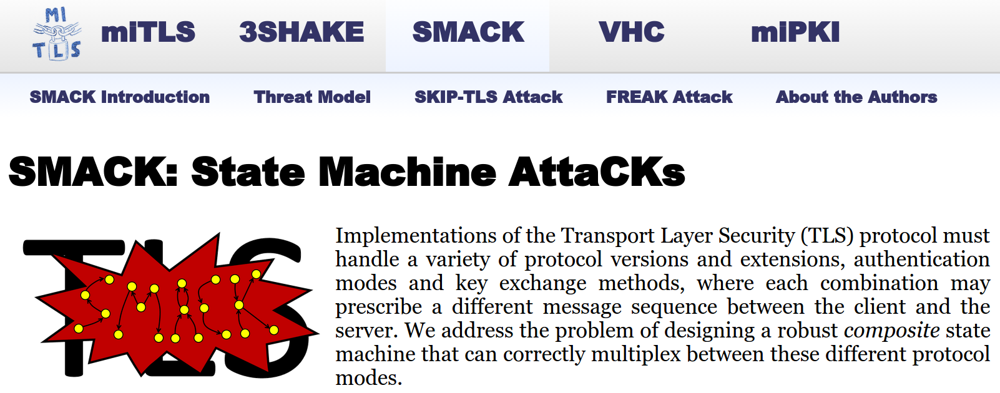 MI
TLS
miTLS 3SHAKE SMACK VHC miPKI
SMACK Introduction Threat Model SKIP-TLS Attack FREAK Attack About the Authors
SMACK: State Machine AttaCKs
TLS
SMACK
Implementations of the Transport Layer Security (TLS) protocol must
handle a variety of protocol versions and extensions, authentication
modes and key exchange methods, where each combination may
prescribe a different message sequence between the client and the
server. We address the problem of designing a robust composite state
machine that can correctly multiplex between these different protocol
modes.